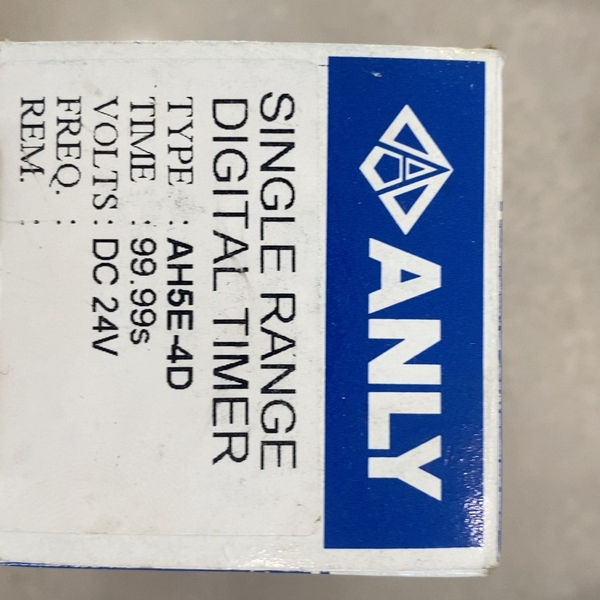 ANLY
SINGLE RANGE
DIGITAL TIMER
TYPE : AH5E-4D
TIME : 99.99s
VOLTS: DC 24V
FREQ. :
REM. :